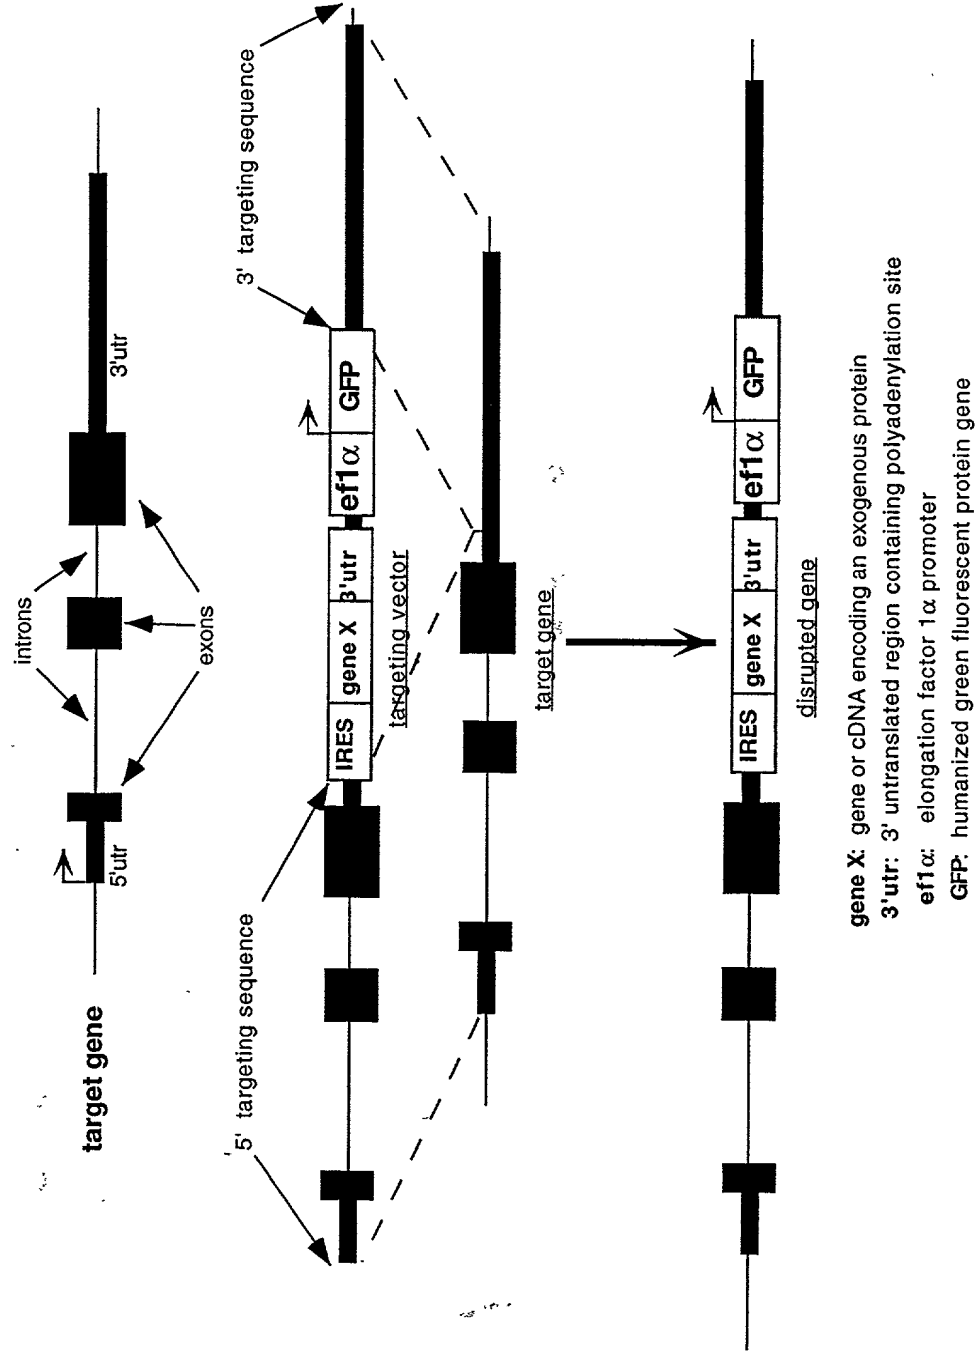 target gene
5'utr
introns
exons
3'utr
5' targeting sequence
3' targeting sequence
IRES
gene X
3'utr
ef1α
GFP
targeting vector
target gene
IRES
gene X
3'utr
ef1α
GFP
disrupted gene
gene X: gene or cDNA encoding an exogenous protein
3'utr: 3' untranslated region containing polyadenylation site
ef1α: elongation factor 1α promoter
GFP: humanized green fluorescent protein gene